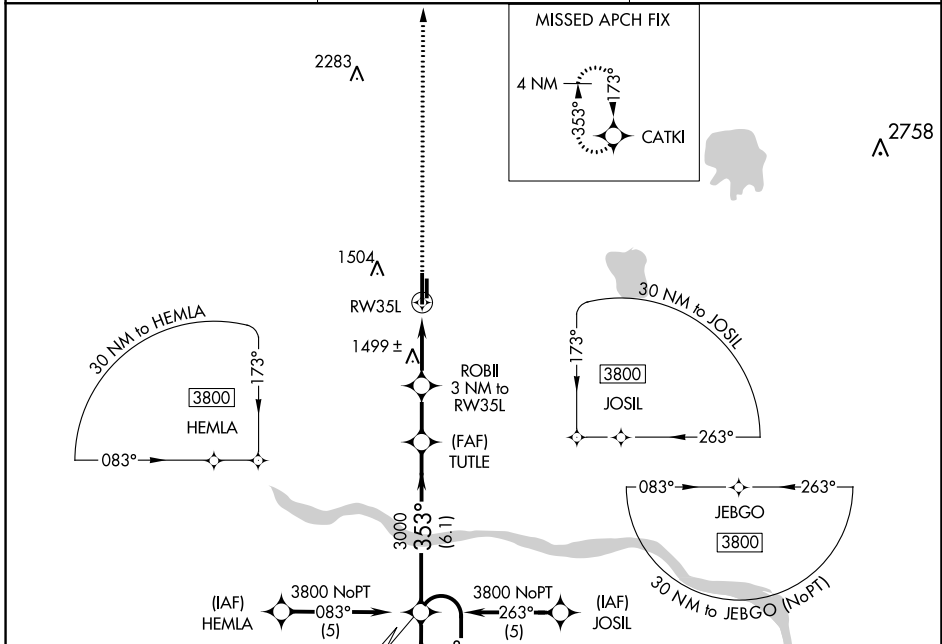 MISSED APCH FIX
4 NM
353°
173°
CATKI
2283
2758
1504
RW35L
1499 ±
ROBII
3 NM to
RW35L
(FAF)
TUTLE
30 NM to HEMLA
173°
3800
HEMLA
083°
30 NM to JOSIL
173°
3800
JOSIL
263°
083°
263°
JEBGO
3800
30 NM to JEBGO (NoPT)
3000
353°
(6.1)
(IAF)
HEMLA
3800 NoPT
083°
(5)
3800 NoPT
263°
(5)
(IAF)
JOSIL